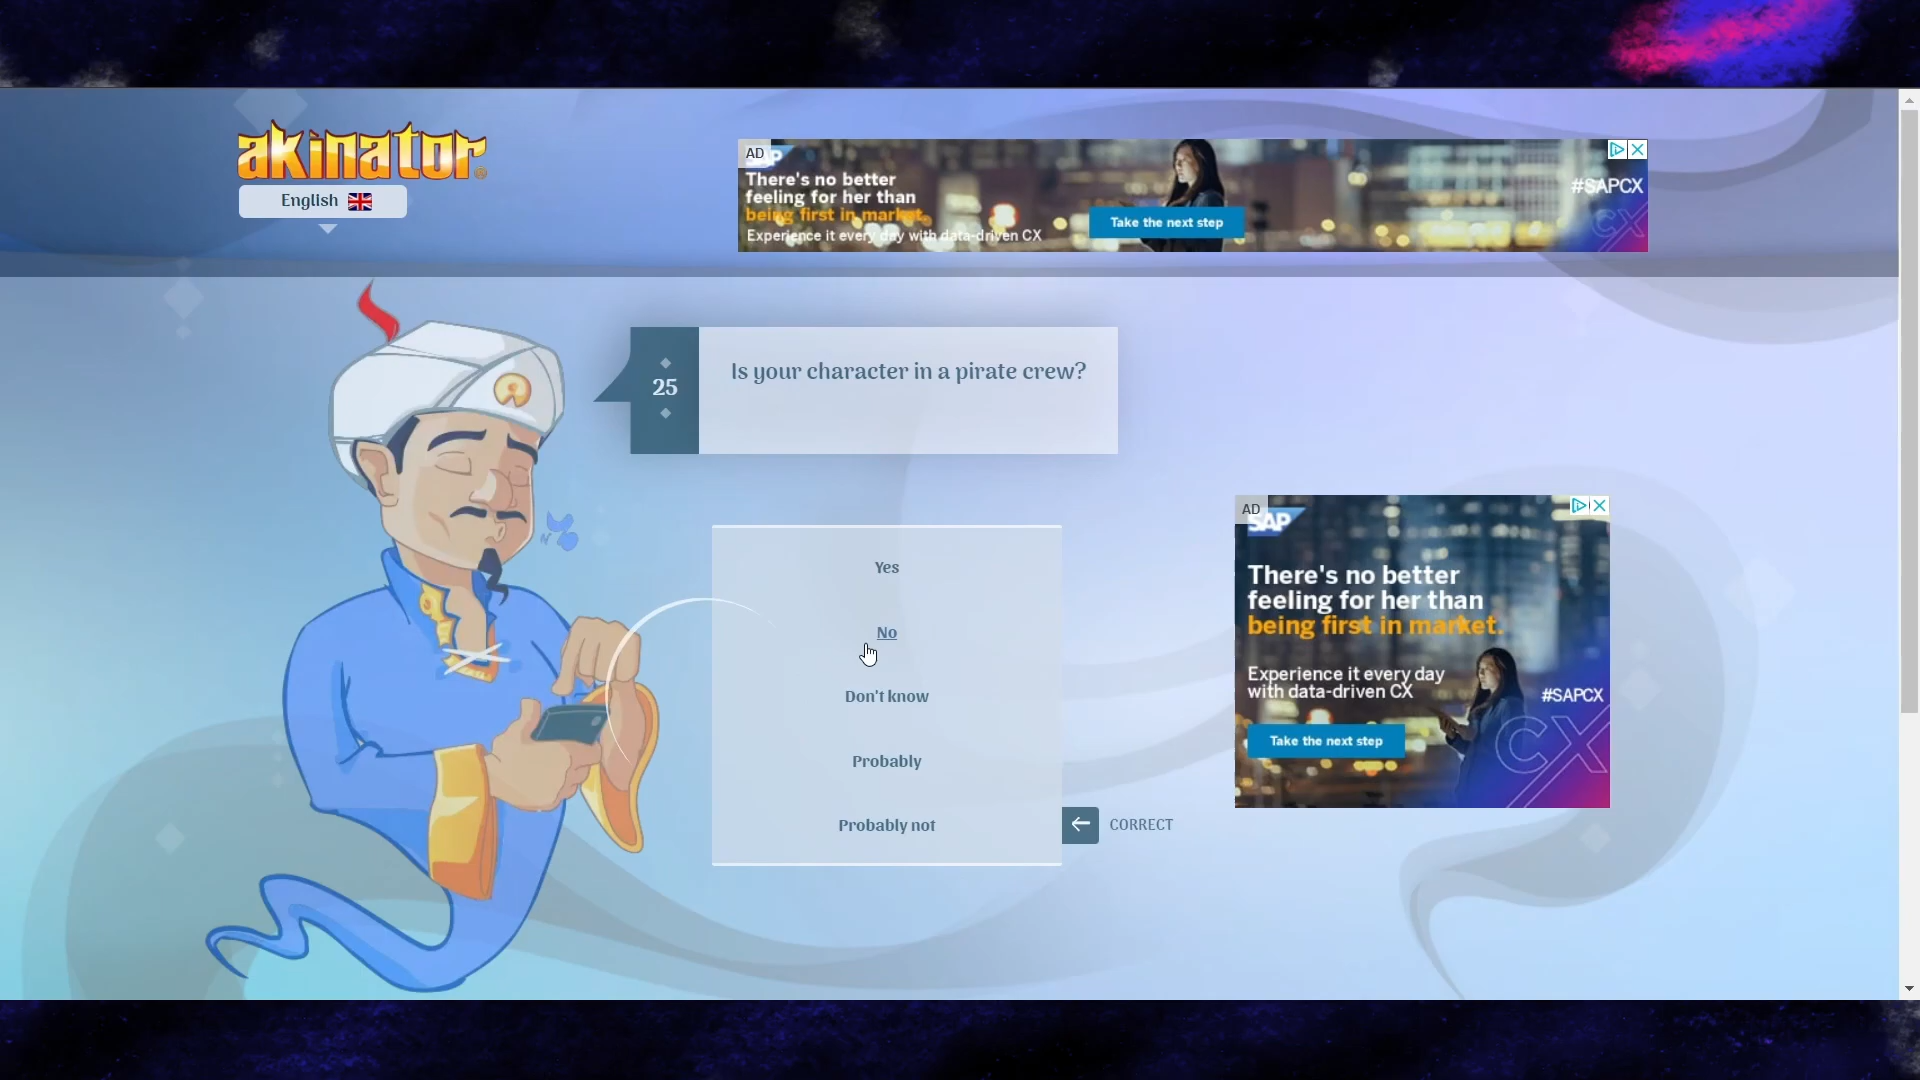 akinator
English
AD
SAP
There's no better
feeling for her than
being first in market.
Experience it every day with data-driven CX
Take the next step
#SAPCX
CX
25
Is your character in a pirate crew?
Yes
No
Don't know
Probably
Probably not
CORRECT
AD
SAP
There's no better
feeling for her than
being first in market.
Experience it every day
with data-driven CX
#SAPCX
Take the next step
CX